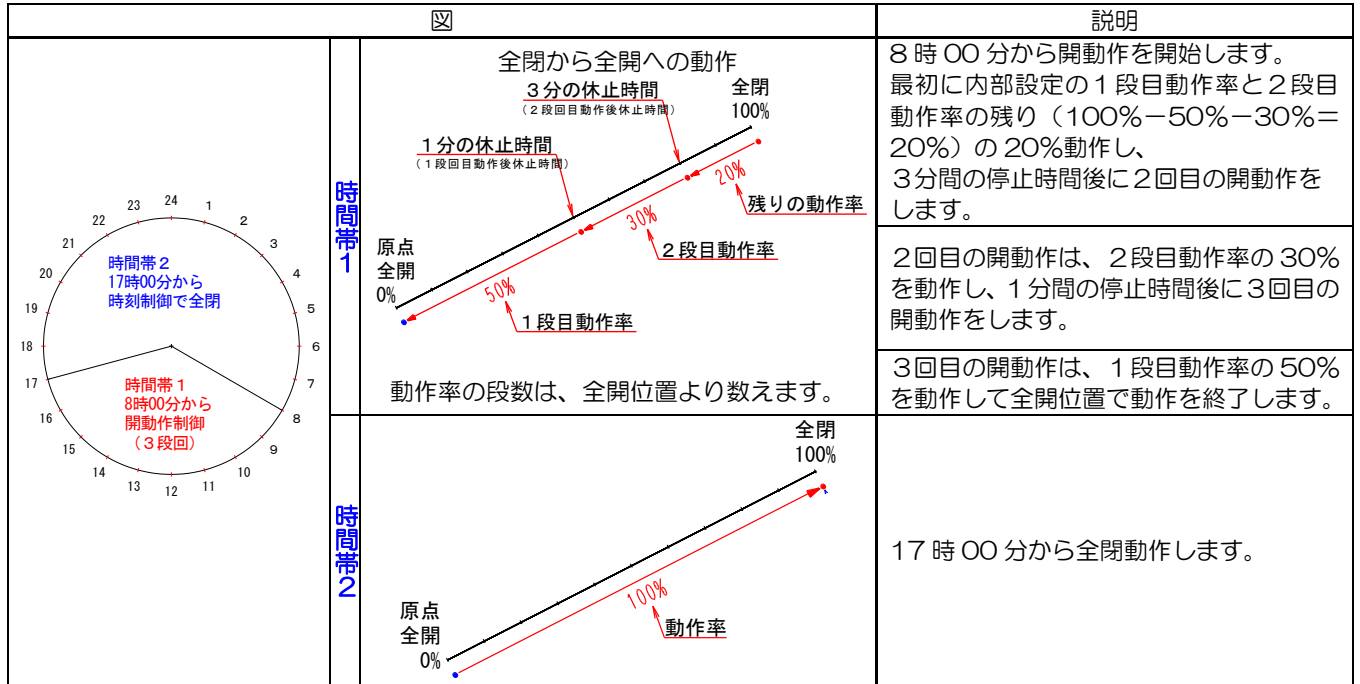 図
説明
24
1
2
3
4
5
6
7
8
9
10
11
12
13
14
15
16
17
18
19
20
21
22
23
時間帯2
17時00分から
時刻制御で全閉
時間帯1
8時00分から
開動作制御
(3段回)
時間帯1
全閉から全開への動作
3分の休止時間
(2段回目動作後休止時間)
全閉
100%
1分の休止時間
(1段回目動作後休止時間)
20%
残りの動作率
30%
2段目動作率
原点
全開
0%
50%
1段目動作率
動作率の段数は、全開位置より数えます。
8時00分から開動作を開始します。
最初に内部設定の1段目動作率と2段目
動作率の残り(100%-50%-30%=
20%)の20%動作し、
3分間の停止時間後に2回目の開動作を
します。
2回目の開動作は、2段目動作率の30%
を動作し、1分間の停止時間後に3回目の
開動作をします。
3回目の開動作は、1段目動作率の50%
を動作して全開位置で動作を終了します。
時間帯2
全閉
100%
100%
動作率
原点
全開
0%
17時00分から全閉動作します。